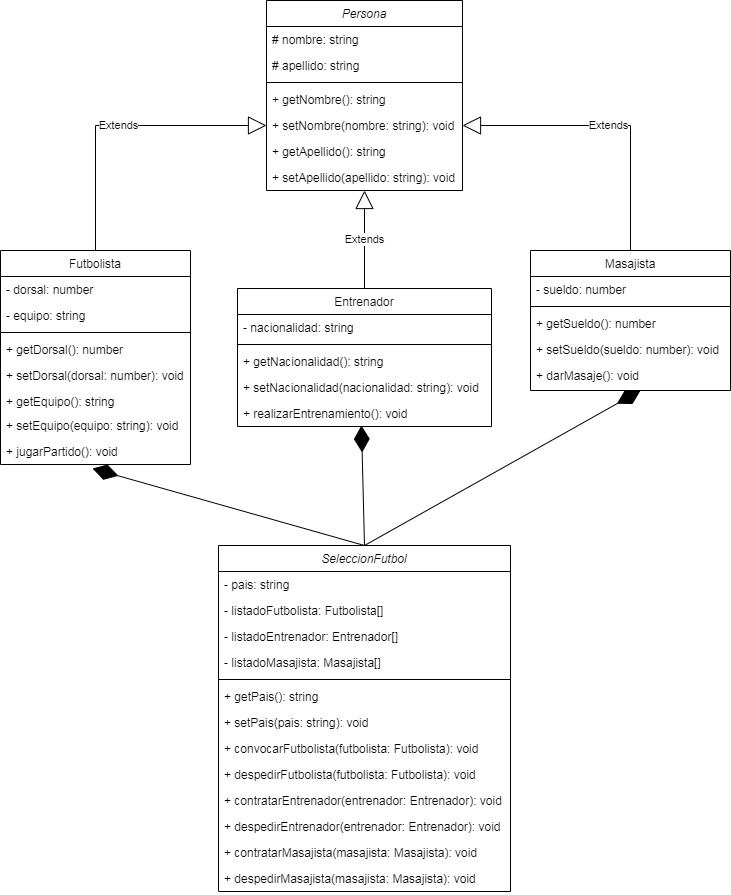 Persona
# nombre: string
# apellido: string
+ getNombre(): string
+ setNombre(nombre: string): void
+ getApellido(): string
+ setApellido(apellido: string): void
Extends
Extends
Extends
Futbolista
- dorsal: number
- equipo: string
+ getDorsal(): number
+ setDorsal(dorsal: number): void
+ getEquipo(): string
+ setEquipo(equipo: string): void
+ jugarPartido(): void
Entrenador
- nacionalidad: string
+ getNacionalidad(): string
+ setNacionalidad(nacionalidad: string): void
+ realizarEntrenamiento(): void
Masajista
- sueldo: number
+ getSueldo(): number
+ setSueldo(sueldo: number): void
+ darMasaje(): void
SeleccionFutbol
- pais: string
- listadoFutbolista: Futbolista[]
- listadoEntrenador: Entrenador[]
- listadoMasajista: Masajista[]
+ getPais(): string
+ setPais(pais: string): void
+ convocarFutbolista(futbolista: Futbolista): void
+ despedirFutbolista(futbolista: Futbolista): void
+ contratarEntrenador(entrenador: Entrenador): void
+ despedirEntrenador(entrenador: Entrenador): void
+ contratarMasajista(masajista: Masajista): void
+ despedirMasajista(masajista: Masajista): void